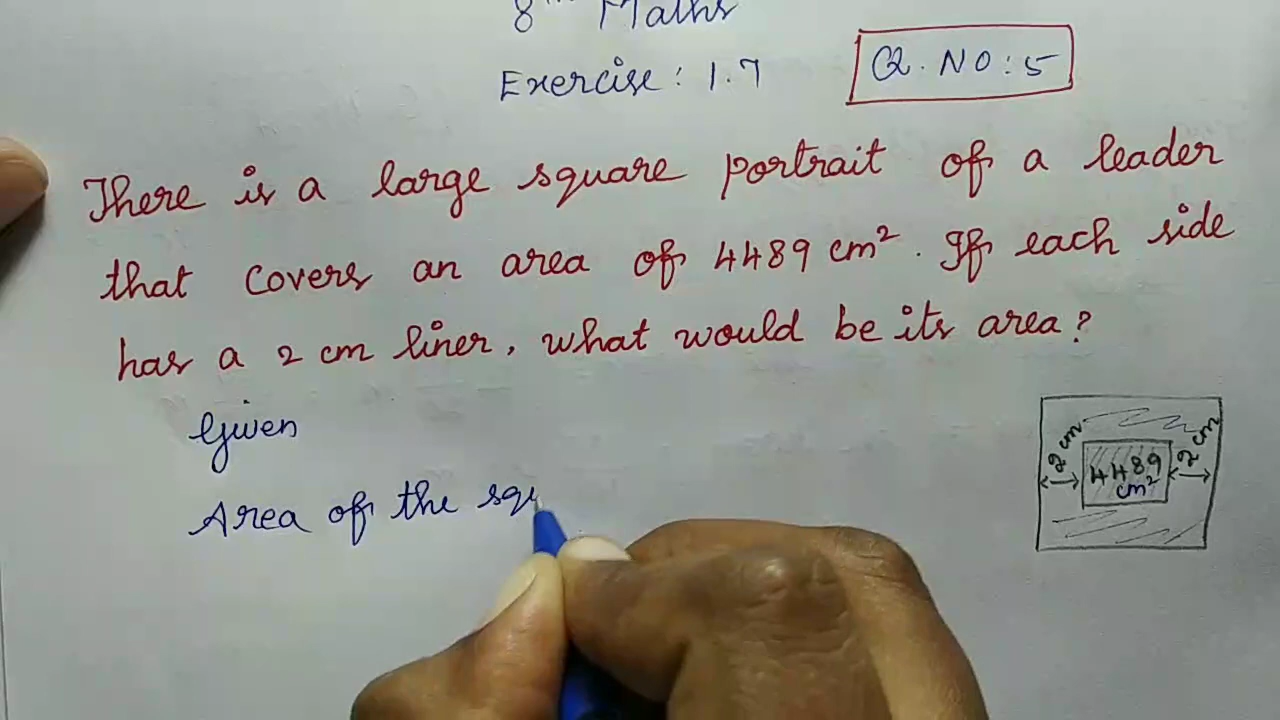 8th Maths
Exercise: 1.7
Q. NO: 5
There is a large square portrait of a leader
that covers an area of 4489 cm². If each side
has a 2 cm liner, what would be its area?
Given
Area of the squ
2 cm
4489
cm²
2 cm